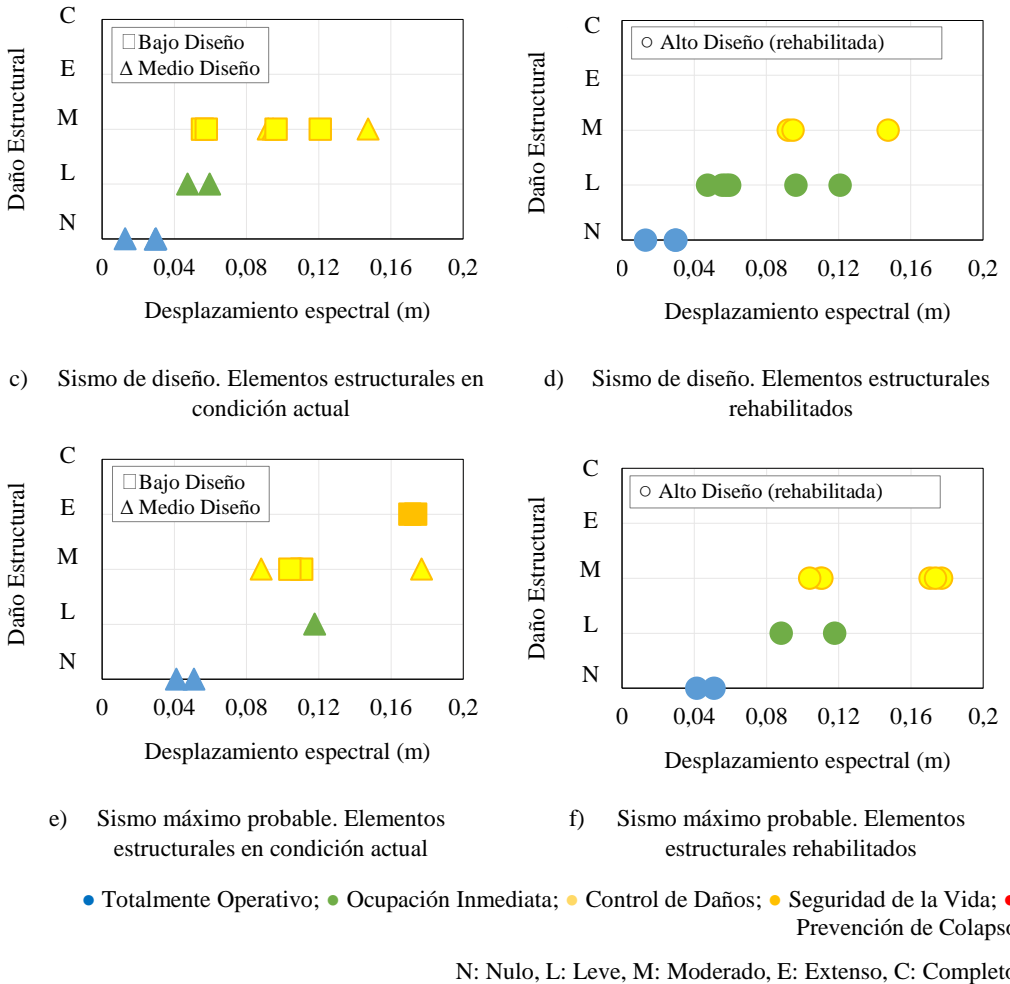 C
E
M
L
N
Daño Estructural
□ Bajo Diseño
Δ Medio Diseño
0 0,04 0,08 0,12 0,16 0,2
Desplazamiento espectral (m)
c) Sismo de diseño. Elementos estructurales en
condición actual
C
E
M
L
N
Daño Estructural
○ Alto Diseño (rehabilitada)
0 0,04 0,08 0,12 0,16 0,2
Desplazamiento espectral (m)
d) Sismo de diseño. Elementos estructurales
rehabilitados
C
E
M
L
N
Daño Estructural
□ Bajo Diseño
Δ Medio Diseño
0 0,04 0,08 0,12 0,16 0,2
Desplazamiento espectral (m)
e) Sismo máximo probable. Elementos
estructurales en condición actual
C
E
M
L
N
Daño Estructural
○ Alto Diseño (rehabilitada)
0 0,04 0,08 0,12 0,16 0,2
Desplazamiento espectral (m)
f) Sismo máximo probable. Elementos
estructurales rehabilitados
● Totalmente Operativo; ● Ocupación Inmediata; ● Control de Daños; ● Seguridad de la Vida; ●
Prevención de Colapso
N: Nulo, L: Leve, M: Moderado, E: Extenso, C: Completo